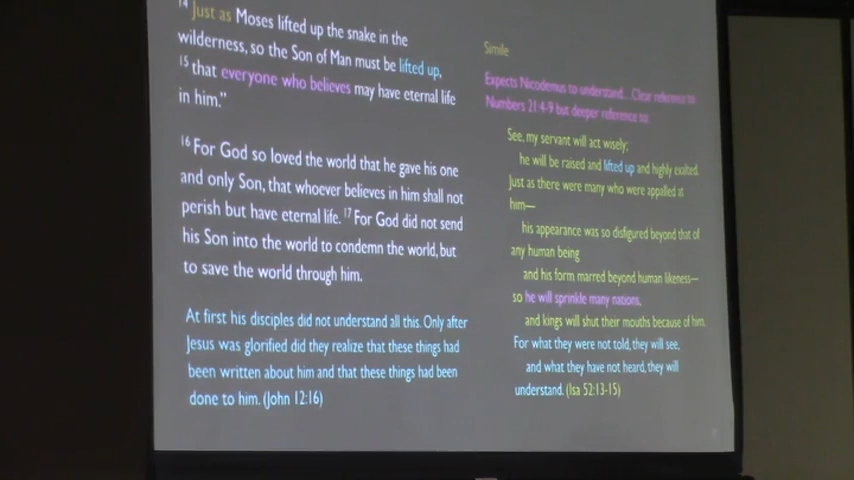 14 Just as Moses lifted up the snake in the
wilderness, so the Son of Man must be lifted up,
15 that everyone who believes may have eternal life
in him."
16 For God so loved the world that he gave his one
and only Son, that whoever believes in him shall not
perish but have eternal life. 17 For God did not send
his Son into the world to condemn the world, but
to save the world through him.
At first his disciples did not understand all this. Only after
Jesus was glorified did they realize that these things had
been written about him and that these things had been
done to him. (John 12:16)
Simile
Expects Nicodemus to understand... Clear reference to
Numbers 21:4-9 but deeper reference to:
See, my servant will act wisely;
he will be raised and lifted up and highly exalted.
Just as there were many who were appalled at
him—
his appearance was so disfigured beyond that of
any human being
and his form marred beyond human likeness—
so he will sprinkle many nations,
and kings will shut their mouths because of him.
For what they were not told, they will see,
and what they have not heard, they will
understand. (Isa 52:13-15)